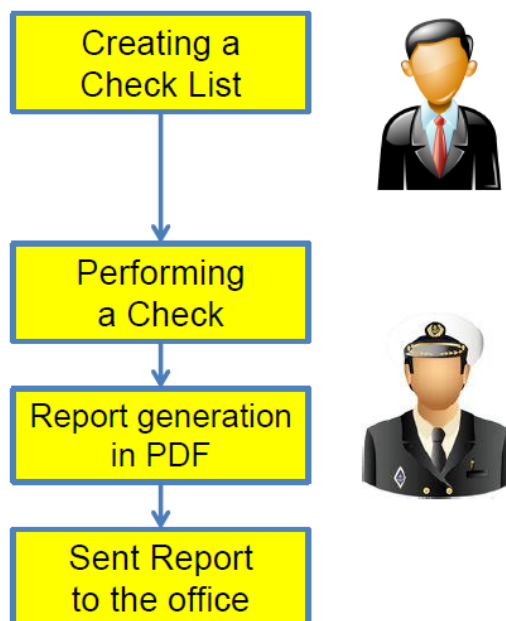 Creating a
Check List
Performing
a Check
Report generation
in PDF
Sent Report
to the office